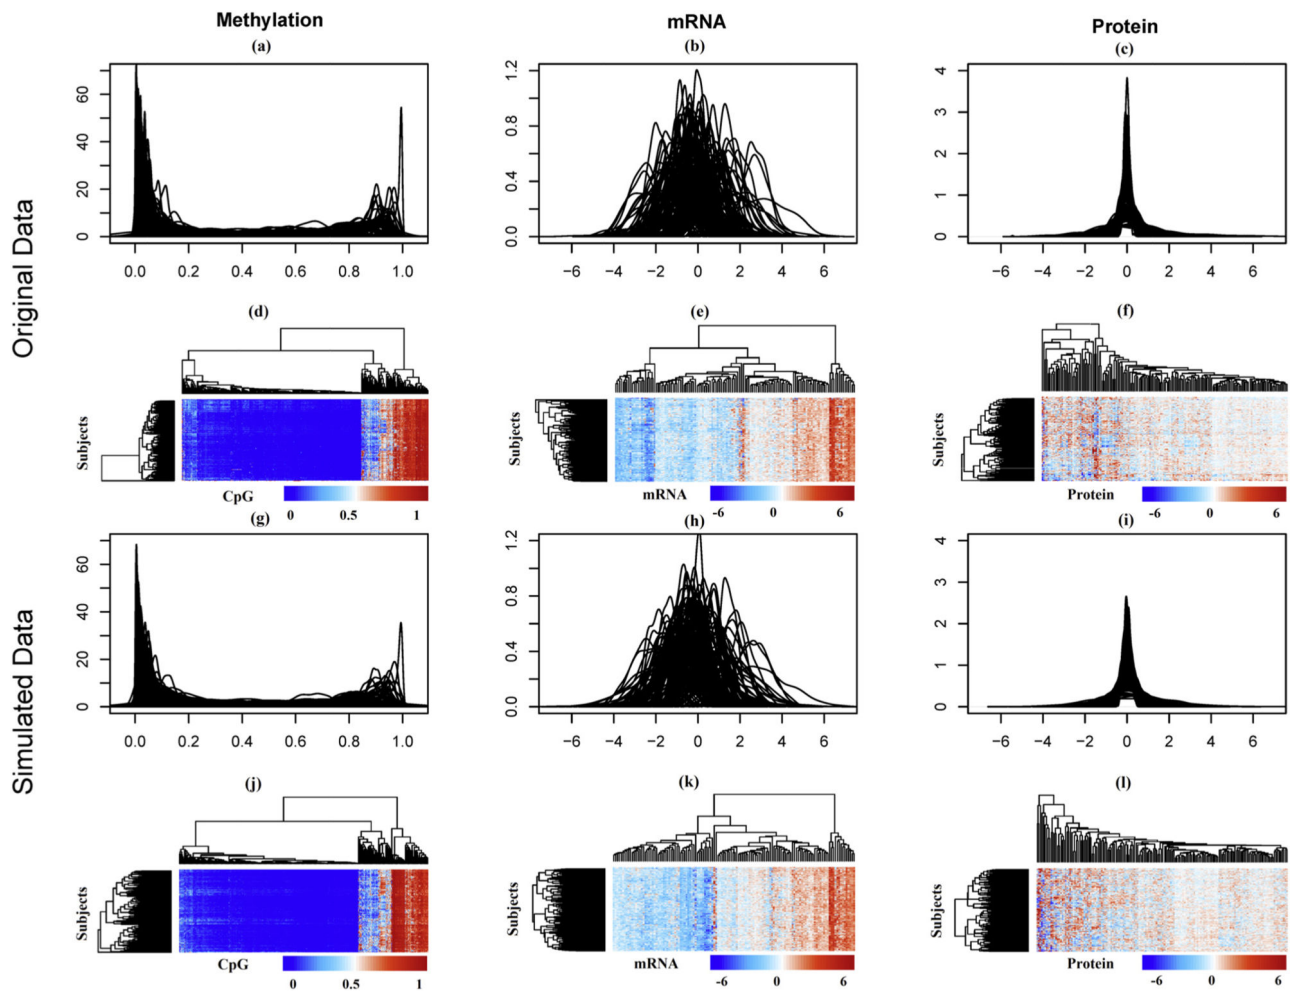 Methylation
mRNA
Protein
(a)
(b)
(c)
Original Data
0 20 40 60
0.0 0.2 0.4 0.6 0.8 1.0
0.0 0.4 0.8 1.2
−6 −4 −2 0 2 4 6
0 1 2 3 4
−6 −4 −2 0 2 4 6
(d)
(e)
(f)
Subjects
CpG
0 0.5 1
Subjects
mRNA
-6 0 6
Subjects
Protein
-6 0 6
(g)
(h)
(i)
Simulated Data
0 20 40 60
0.0 0.2 0.4 0.6 0.8 1.0
0.0 0.4 0.8 1.2
−6 −4 −2 0 2 4 6
0 1 2 3 4
−6 −4 −2 0 2 4 6
(j)
(k)
(l)
Subjects
CpG
0 0.5 1
Subjects
mRNA
-6 0 6
Subjects
Protein
-6 0 6